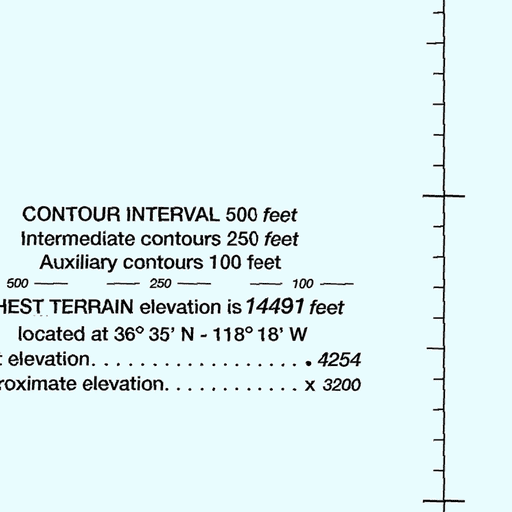 CONTOUR INTERVAL 500 feet
Intermediate contours 250 feet
Auxiliary contours 100 feet
500 250 100
HEST TERRAIN elevation is 14491 feet
located at 36° 35' N - 118° 18' W
t elevation. . . . . . . . . . . . . . . . . . . • 4254
roximate elevation. . . . . . . . . . . . x 3200